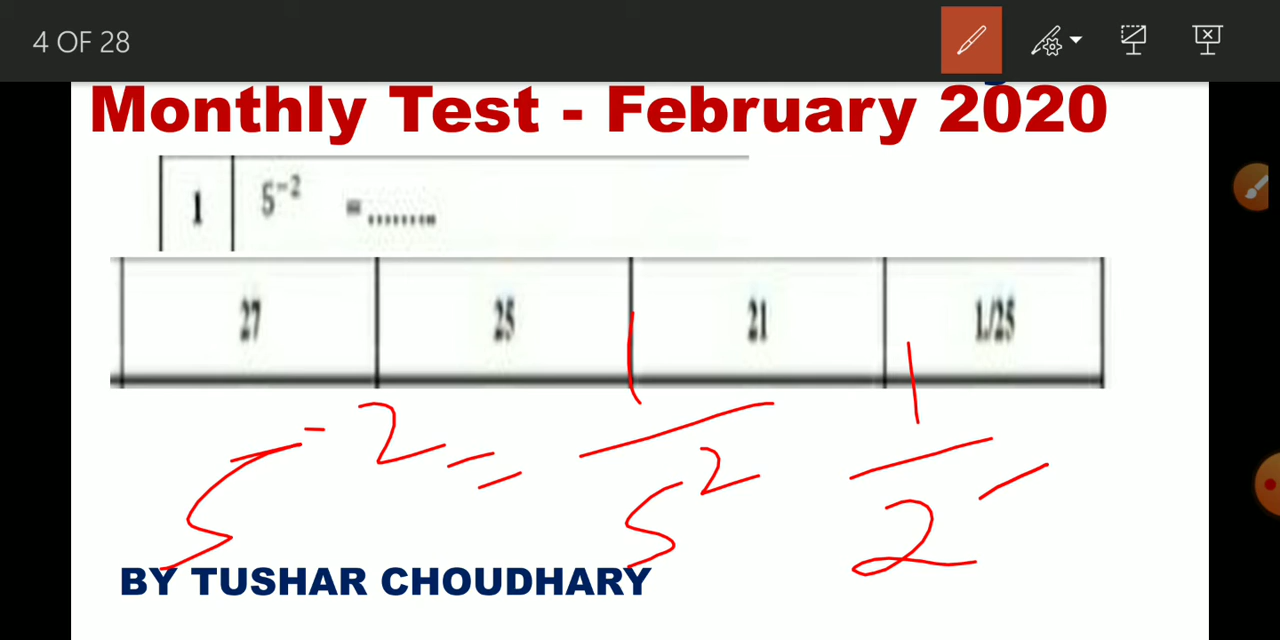 4 OF 28
Monthly Test - February 2020
1 5⁻² =........
27 25 21 1./25
5⁻² = 1/5² 1/2
BY TUSHAR CHOUDHARY